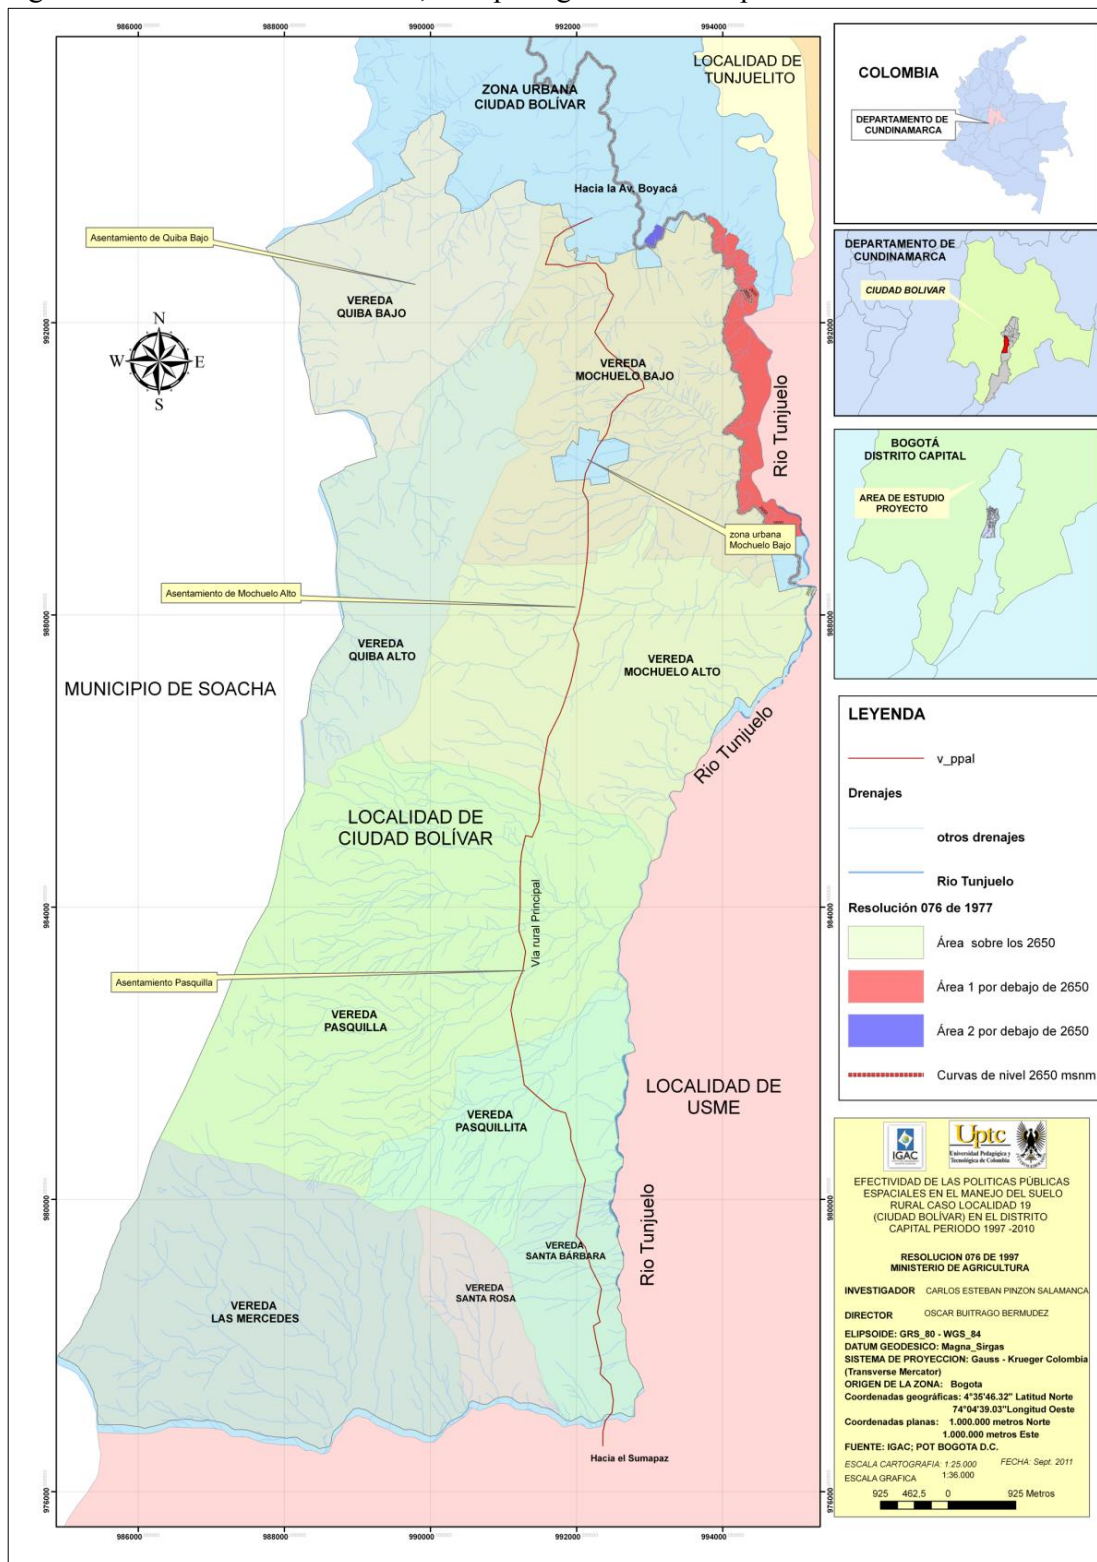 986000
988000
990000
992000
994000
LOCALIDAD DE
TUNJUELITO
ZONA URBANA
CIUDAD BOLÍVAR
Hacia la Av. Boyacá
Asentamiento de Quiba Bajo
VEREDA
QUIBA BAJO
992000
992000
N
W
E
S
VEREDA
MOCHUELO BAJO
Rio Tunjuelo
zona urbana
Mochuelo Bajo
Asentamiento de Mochuelo Alto
988000
988000
VEREDA
QUIBA ALTO
VEREDA
MOCHUELO ALTO
MUNICIPIO DE SOACHA
Rio Tunjuelo
LOCALIDAD DE
CIUDAD BOLÍVAR
984000
984000
Vía rural Principal
Asentamiento Pasquilla
VEREDA
PASQUILLA
LOCALIDAD DE
USME
VEREDA
PASQUILLITA
980000
980000
Rio Tunjuelo
VEREDA
SANTA BÁRBARA
VEREDA
SANTA ROSA
VEREDA
LAS MERCEDES
Hacia el Sumapaz
976000
976000
986000
988000
990000
992000
994000
COLOMBIA
DEPARTAMENTO DE
CUNDINAMARCA
DEPARTAMENTO DE
CUNDINAMARCA
CIUDAD BOLIVAR
BOGOTÁ
DISTRITO CAPITAL
AREA DE ESTUDIO
PROYECTO
LEYENDA
v_ppal
Drenajes
otros drenajes
Rio Tunjuelo
Resolución 076 de 1977
Área sobre los 2650
Área 1 por debajo de 2650
Área 2 por debajo de 2650
Curvas de nivel 2650 msnm
IGAC
Uptc
Universidad Pedagógica y
Tecnológica de Colombia
EFECTIVIDAD DE LAS POLITICAS PÚBLICAS
ESPACIALES EN EL MANEJO DEL SUELO
RURAL CASO LOCALIDAD 19
(CIUDAD BOLÍVAR) EN EL DISTRITO
CAPITAL PERIODO 1997 -2010
RESOLUCION 076 DE 1997
MINISTERIO DE AGRICULTURA
INVESTIGADOR CARLOS ESTEBAN PINZON SALAMANCA
DIRECTOR OSCAR BUITRAGO BERMUDEZ
ELIPSOIDE: GRS_80 - WGS_84
DATUM GEODESICO: Magna_Sirgas
SISTEMA DE PROYECCION: Gauss - Krueger Colombia
(Transverse Mercator)
ORIGEN DE LA ZONA: Bogota
Coordenadas geográficas: 4°35'46.32" Latitud Norte
74°04'39.03"Longitud Oeste
Coordenadas planas: 1.000.000 metros Norte
1.000.000 metros Este
FUENTE: IGAC; POT BOGOTA D.C.
ESCALA CARTOGRAFIA: 1:25.000 FECHA: Sept. 2011
ESCALA GRAFICA 1:36.000
925 462,5 0 925 Metros